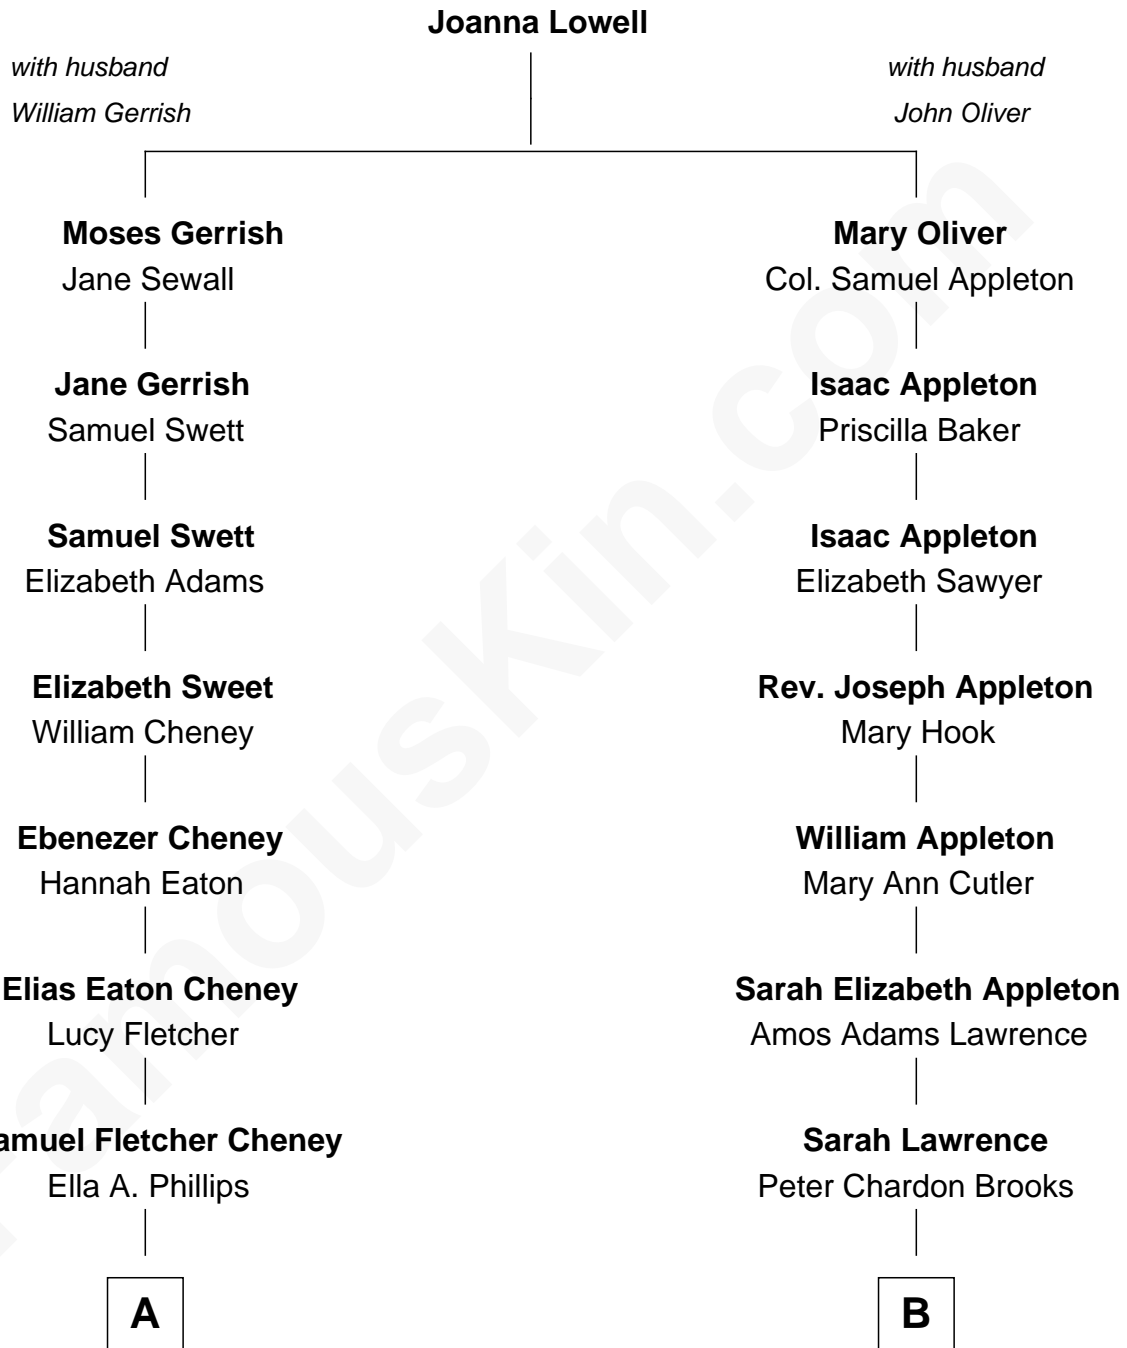 Joanna Lowell
with husband
William Gerrish
with husband
John Oliver
Moses Gerrish
Jane Sewall
Mary Oliver
Col. Samuel Appleton
Jane Gerrish
Samuel Swett
Isaac Appleton
Priscilla Baker
Samuel Swett
Elizabeth Adams
Isaac Appleton
Elizabeth Sawyer
Elizabeth Sweet
William Cheney
Rev. Joseph Appleton
Mary Hook
Ebenezer Cheney
Hannah Eaton
William Appleton
Mary Ann Cutler
Elias Eaton Cheney
Lucy Fletcher
Sarah Elizabeth Appleton
Amos Adams Lawrence
amuel Fletcher Cheney
Ella A. Phillips
Sarah Lawrence
Peter Chardon Brooks
A
B
FamousKin.com